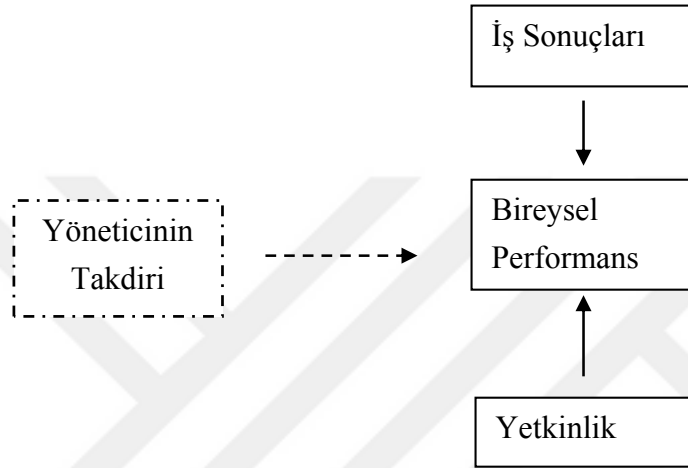 İş Sonuçları
Yöneticinin
Takdiri
Bireysel
Performans
Yetkinlik